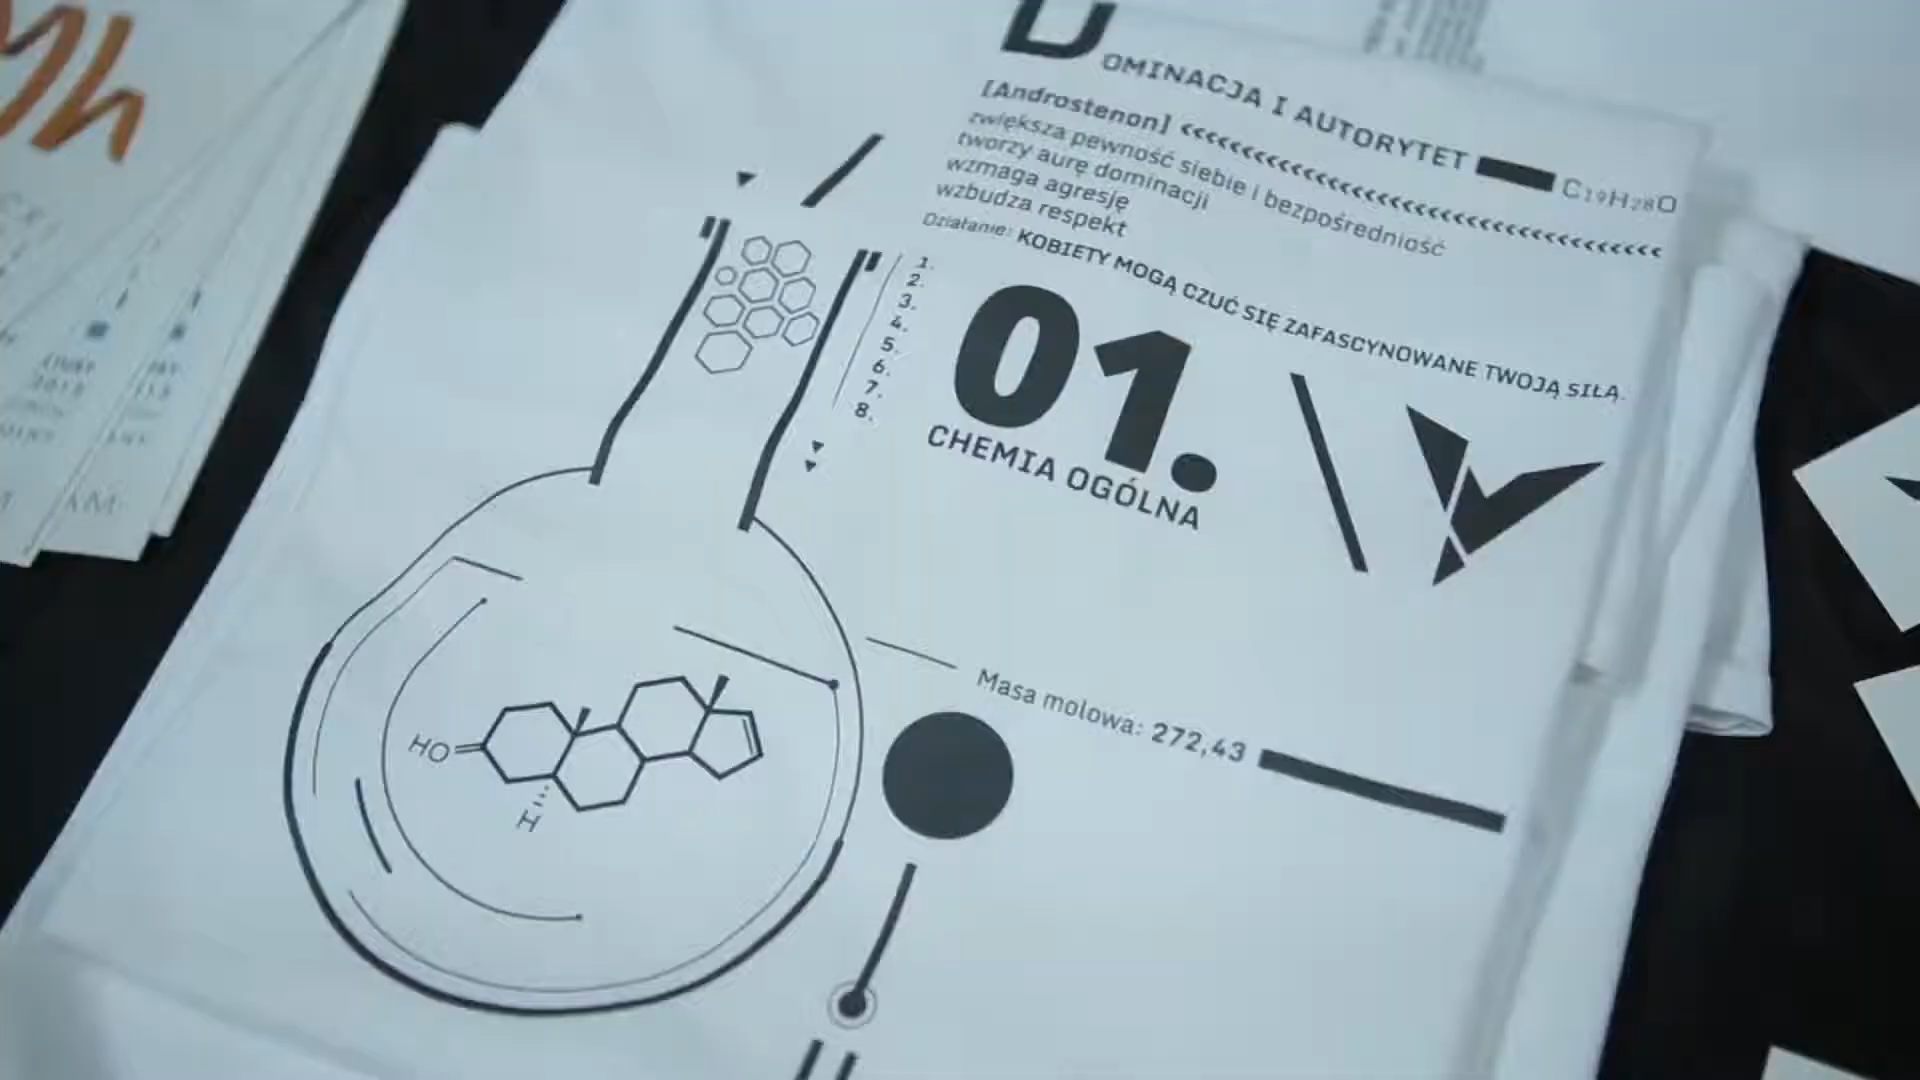 DOMINACJA I AUTORYTET C19H28O
[Androstenon] <<<<<<<<<<<<<<<<<<<<<<<<<<<<<<<<<<<<<<<<
zwiększa pewność siebie i bezpośredniość
tworzy aurę dominacji
wzmaga agresję
wzbudza respekt
Działanie: KOBIETY MOGĄ CZUĆ SIĘ ZAFASCYNOWANE TWOJĄ SIŁĄ.
1.
2.
3.
4.
5.
6.
7.
8.
01.
CHEMIA OGÓLNA
Masa molowa: 272,43
HO
H